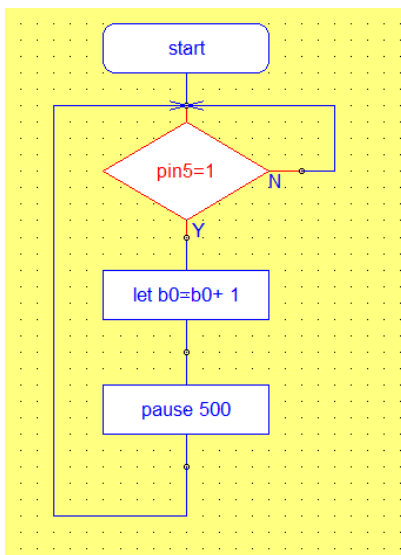 start
pin5=1
N
Y
let b0=b0+ 1
pause 500